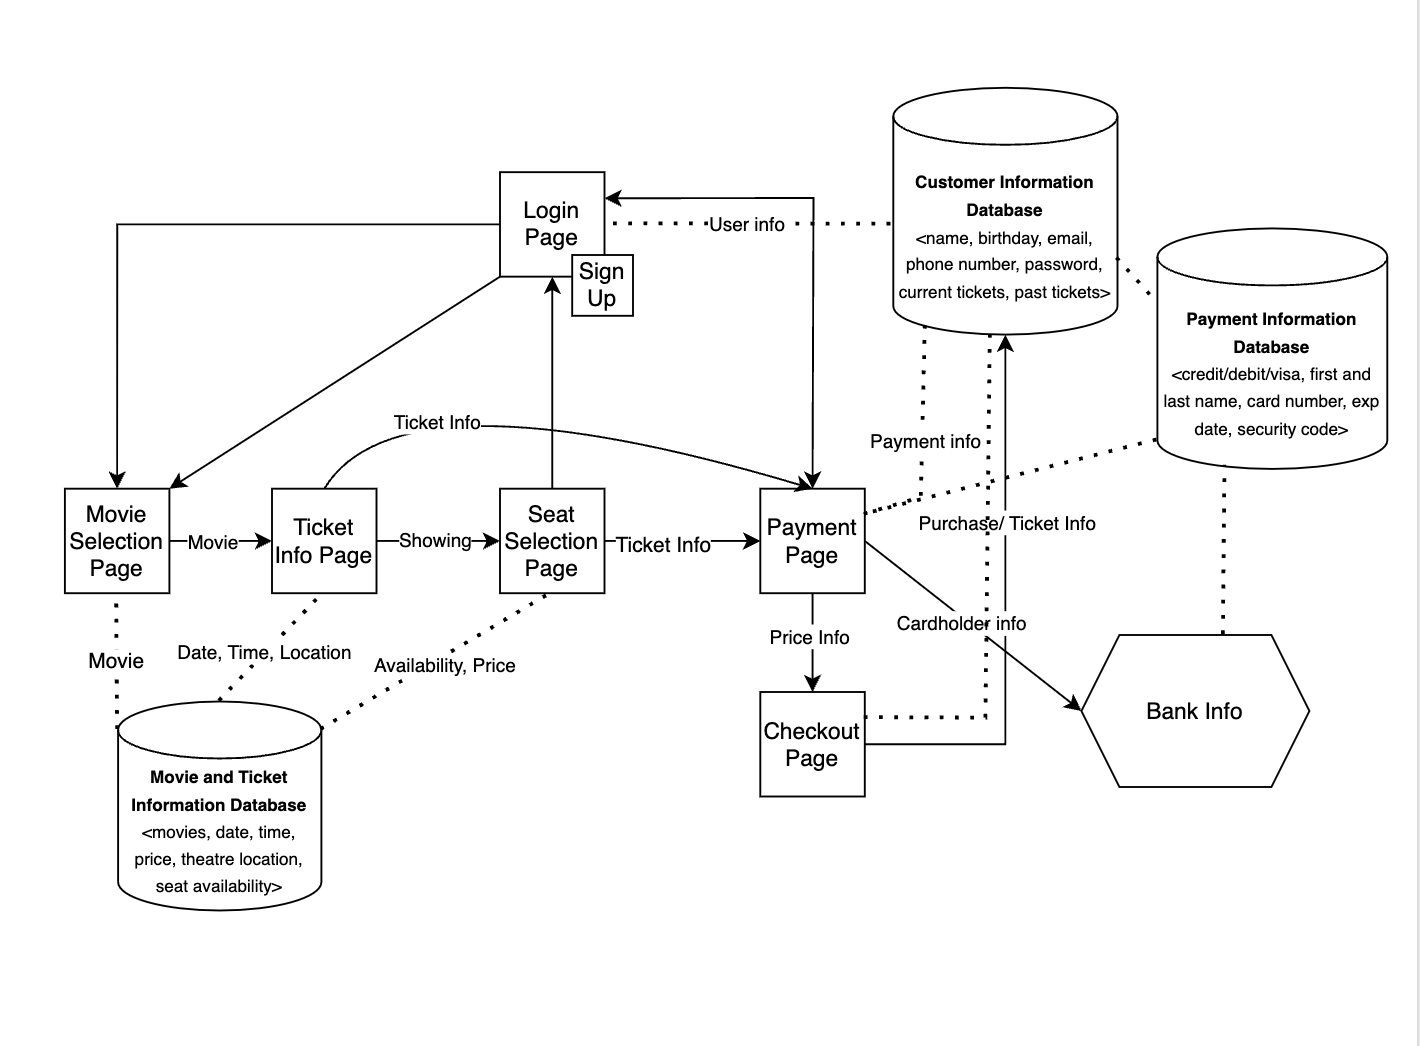 Customer Information
Database
<name, birthday, email,
phone number, password,
current tickets, past tickets>
Login
Page
User info
Sign
Up
Payment Information
Database
<credit/debit/visa, first and
last name, card number, exp
date, security code>
Ticket Info
Payment info
Movie
Selection
Page
Movie
Ticket
Info Page
Showing
Seat
Selection
Page
Ticket Info
Payment
Page
Purchase/ Ticket Info
Cardholder info
Price Info
Movie
Date, Time, Location
Availability, Price
Checkout
Page
Bank Info
Movie and Ticket
Information Database
<movies, date, time,
price, theatre location,
seat availability>